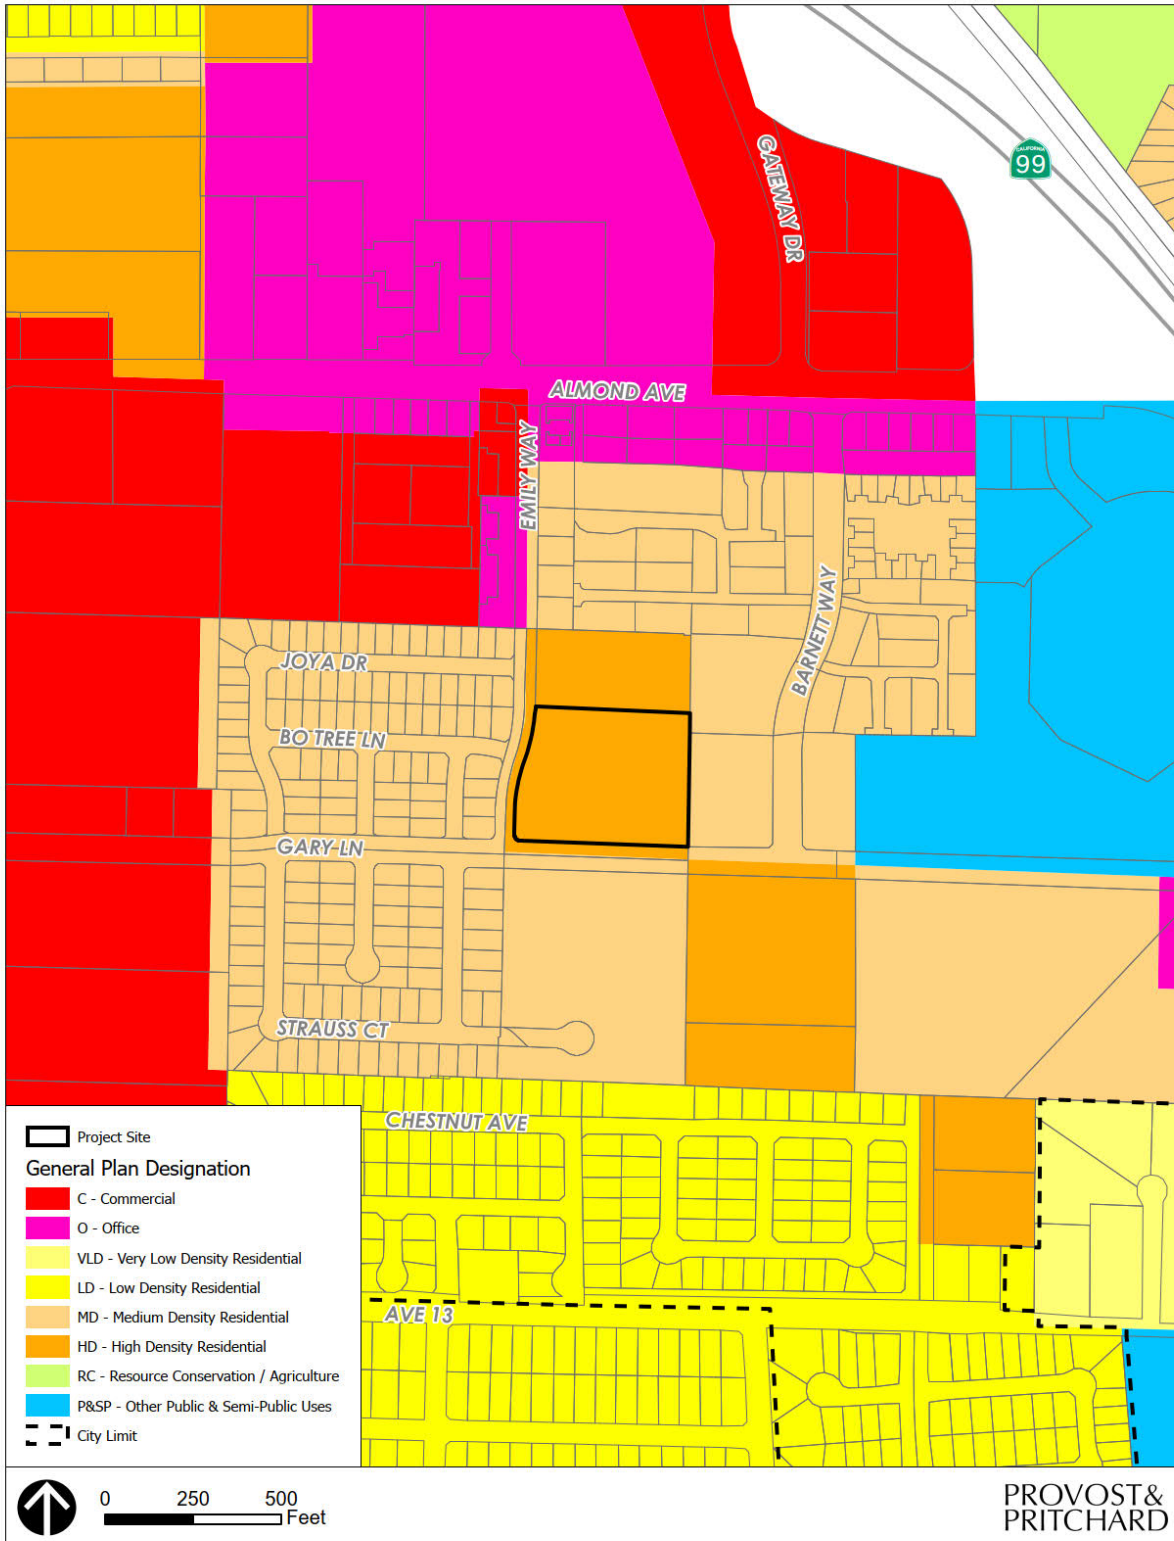 GATEWAY DR
CALIFORNIA
99
ALMOND AVE
EMILY WAY
BARNETT WAY
JOYA DR
BO TREE LN
GARY LN
STRAUSS CT
CHESTNUT AVE
AVE 13
Project Site
General Plan Designation
C - Commercial
O - Office
VLD - Very Low Density Residential
LD - Low Density Residential
MD - Medium Density Residential
HD - High Density Residential
RC - Resource Conservation / Agriculture
P&SP - Other Public & Semi-Public Uses
City Limit
0 250 500
Feet
PROVOST&
PRITCHARD